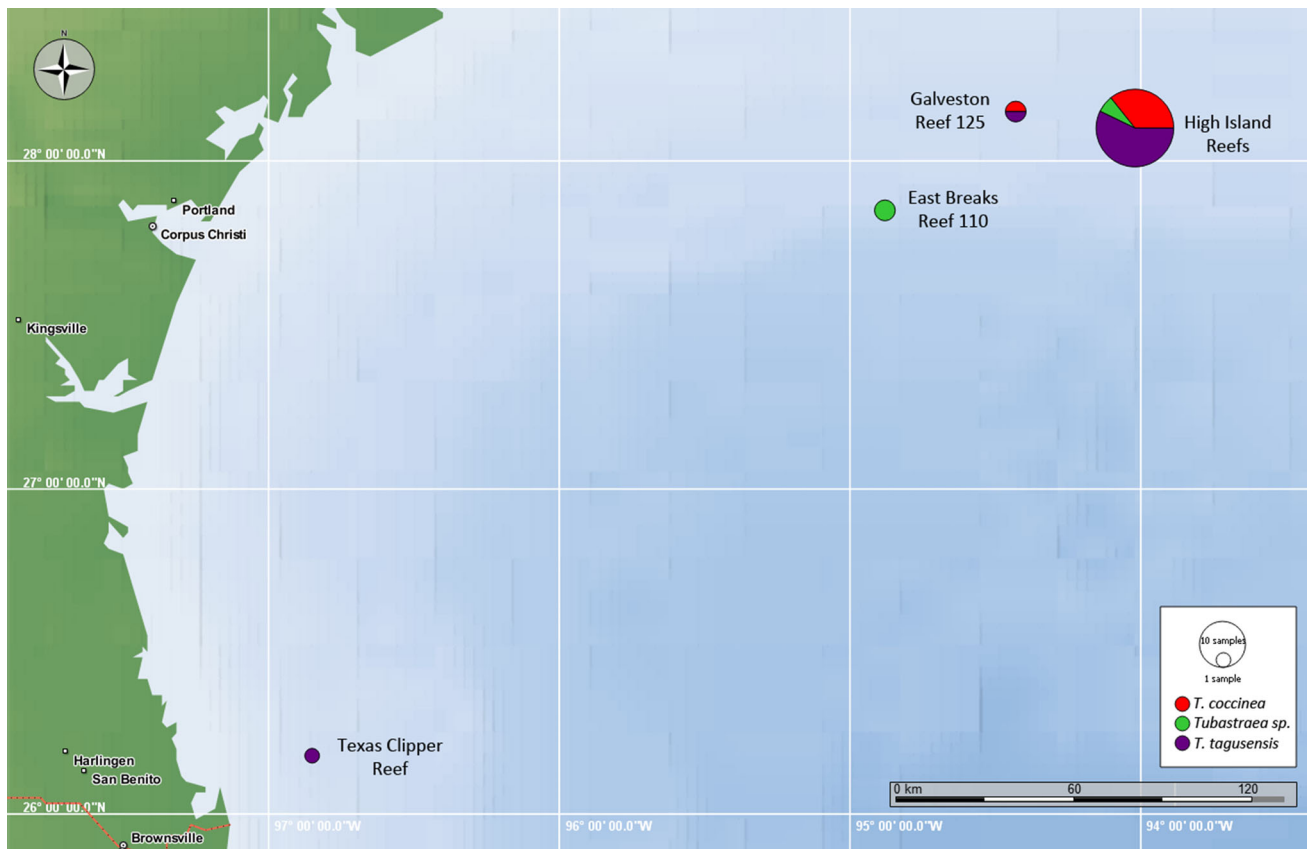 N
Galveston
Reef 125
High Island
Reefs
28° 00' 00.0"N
East Breaks
Reef 110
Portland
Corpus Christi
Kingsville
27° 00' 00.0"N
10 samples
1 sample
T. coccinea
Tubastraea sp.
T. tagusensis
Texas Clipper
Reef
Harlingen
San Benito
0 km 60 120
26° 00' 00.0"N
97° 00' 00.0"W 96° 00' 00.0"W 95° 00' 00.0"W 94° 00' 00.0"W
Brownsville